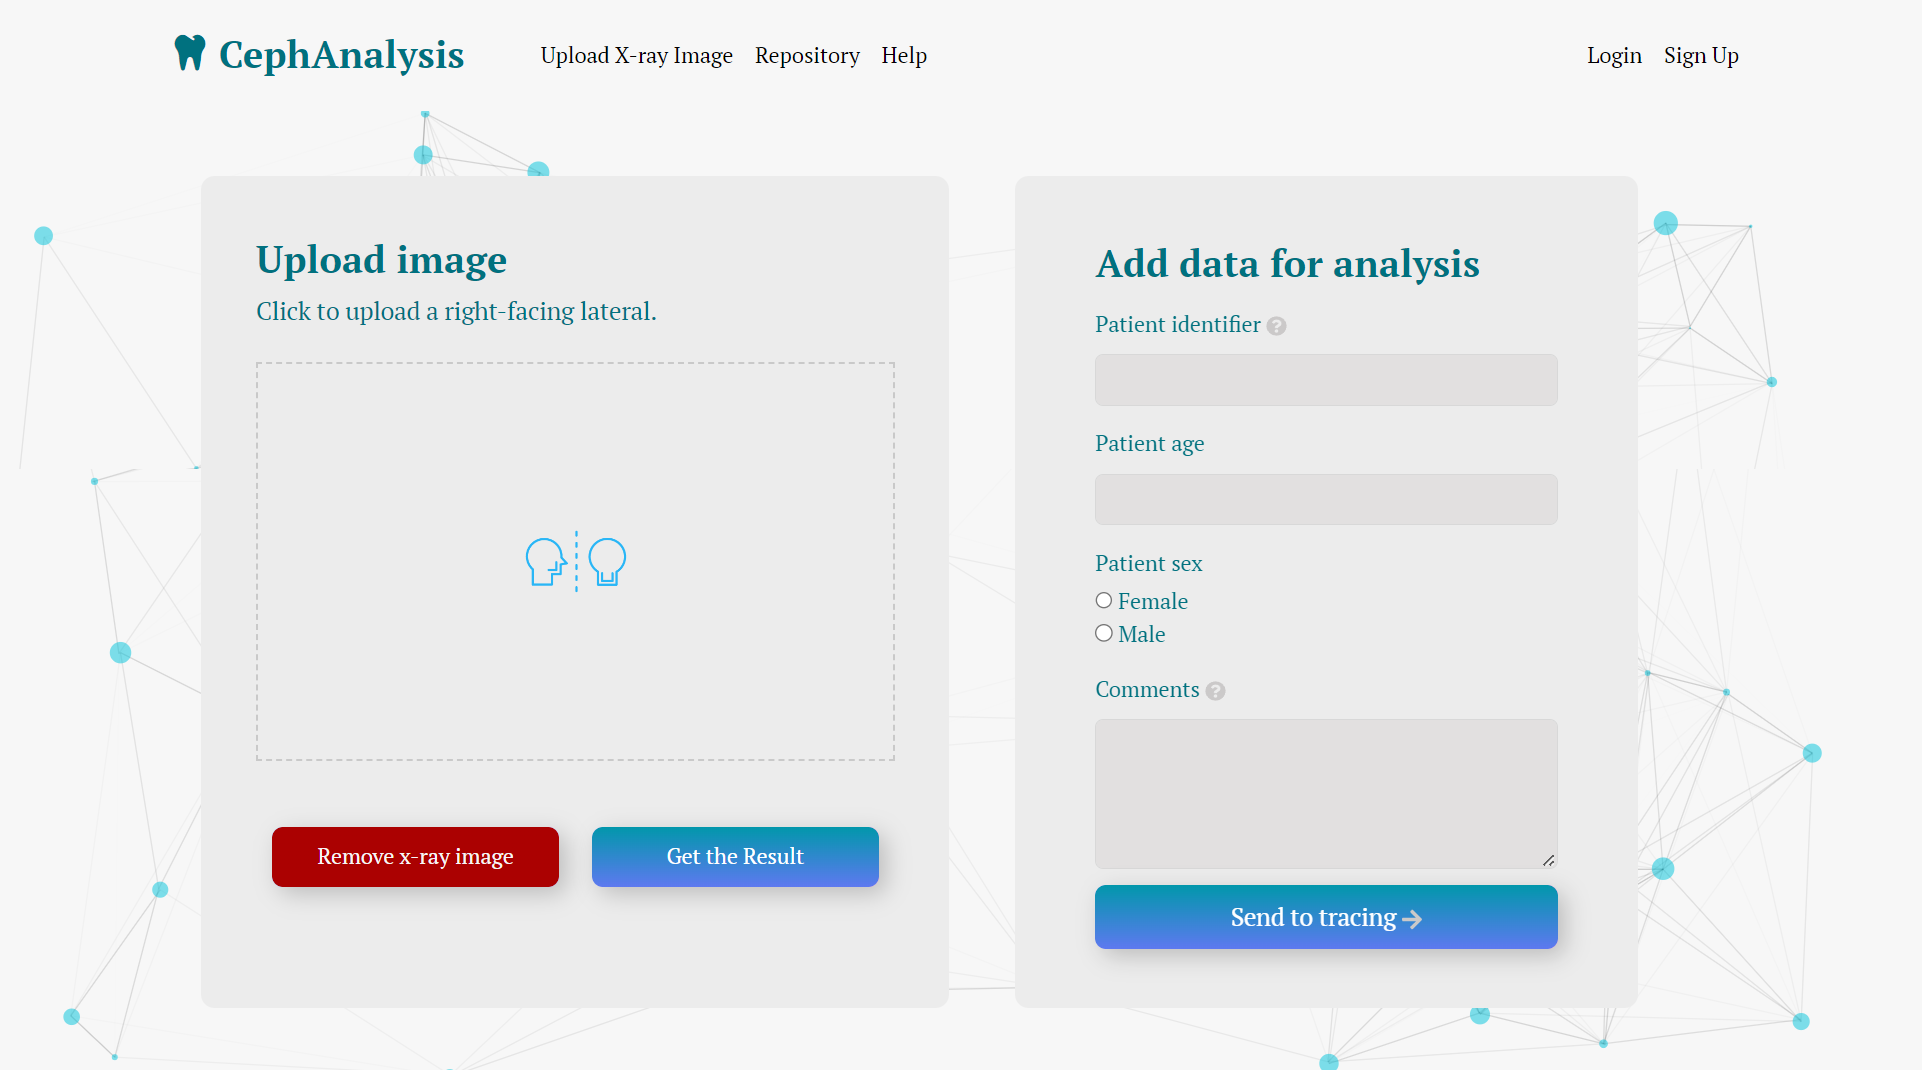 CephAnalysis
Upload X-ray Image Repository Help
Login Sign Up
Upload image
Click to upload a right-facing lateral.
Remove x-ray image
Get the Result
Add data for analysis
Patient identifier ?
Patient age
Patient sex
Female
Male
Comments ?
Send to tracing →